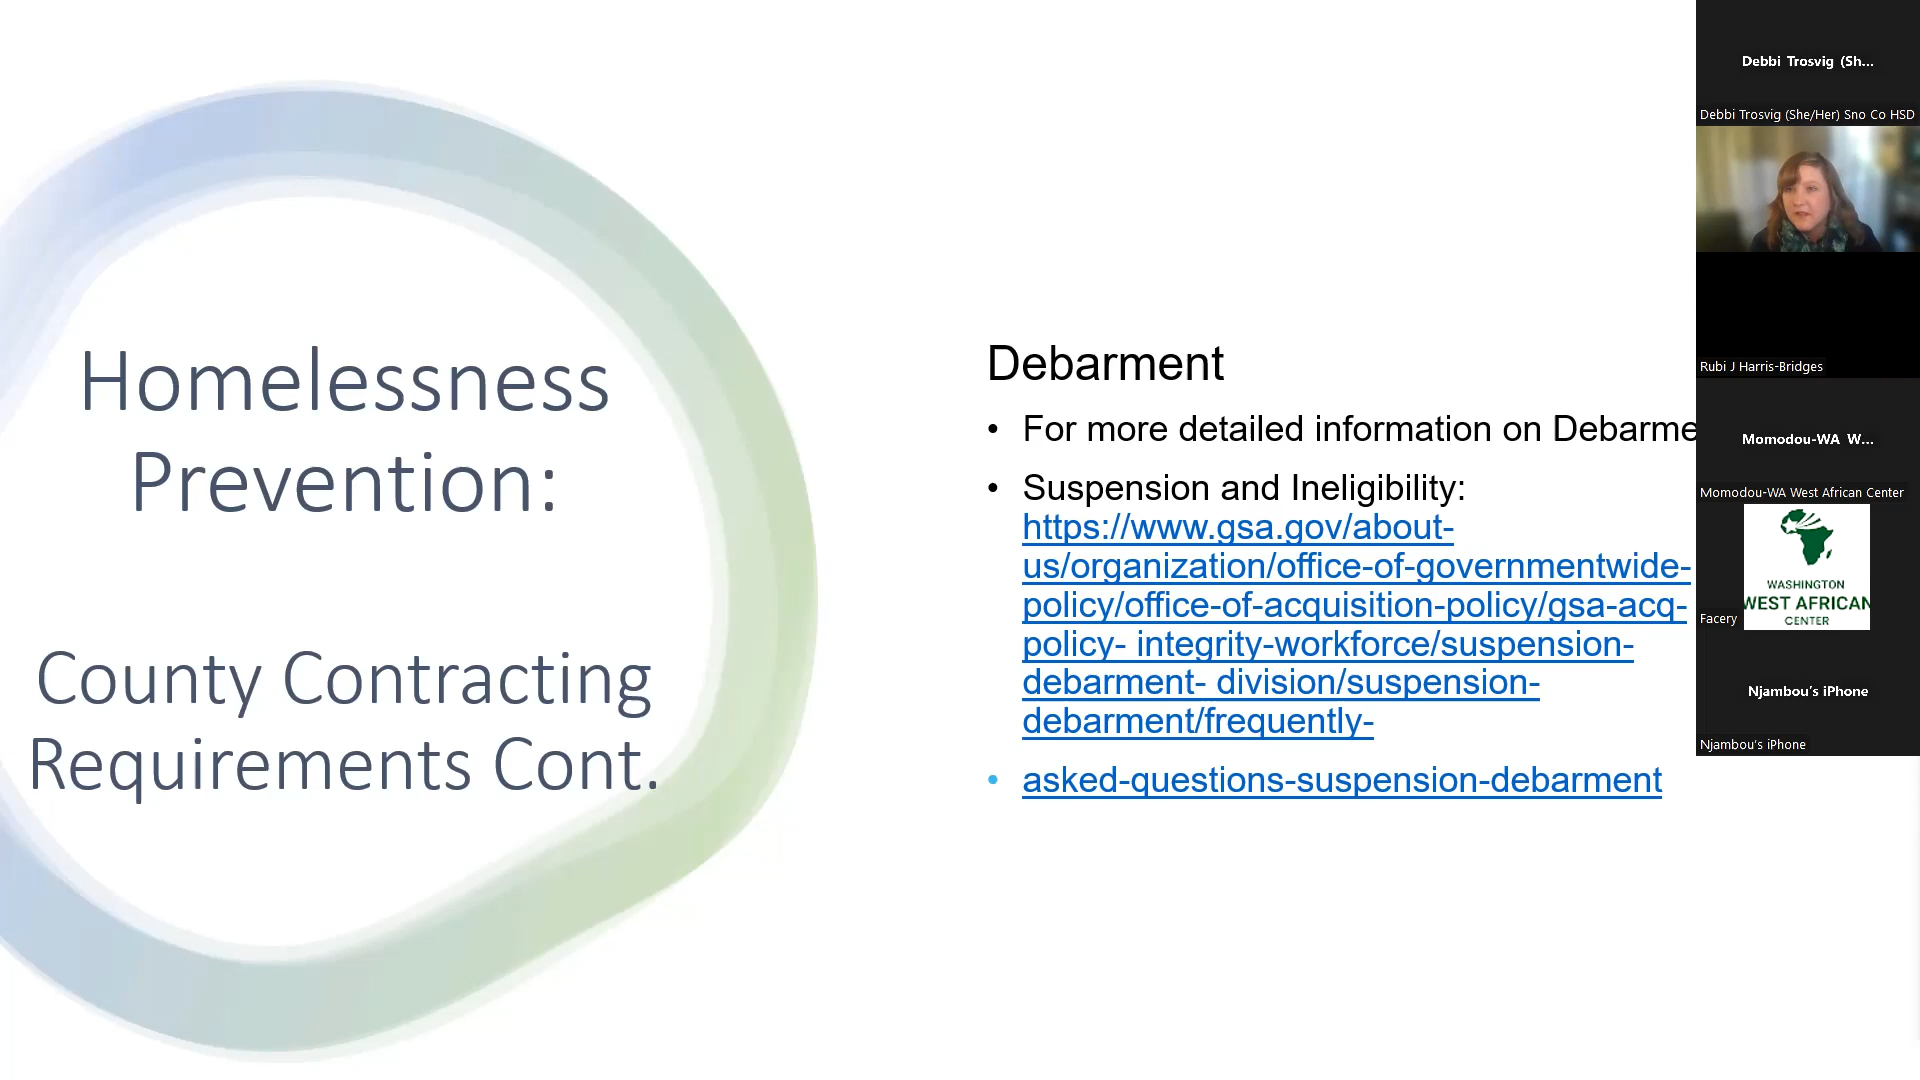 Homelessness
Prevention:
County Contracting
Requirements Cont.
Debarment
• For more detailed information on Debarme
• Suspension and Ineligibility:
https://www.gsa.gov/about-
us/organization/office-of-governmentwide-
policy/office-of-acquisition-policy/gsa-acq-
policy- integrity-workforce/suspension-
debarment- division/suspension-
debarment/frequently-
• asked-questions-suspension-debarment
Debbi Trosvig (Sh...
Debbi Trosvig (She/Her) Sno Co HSD
Rubi J Harris-Bridges
Momodou-WA W...
Momodou-WA West African Center
WASHINGTON
WEST AFRICAN
CENTER
Facery
Njambou's iPhone
Njambou's iPhone